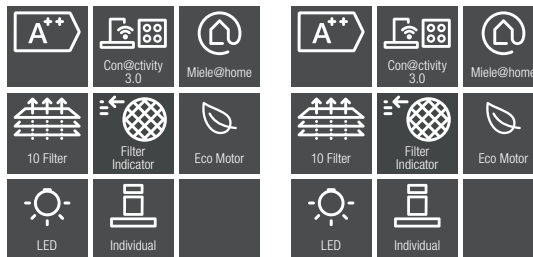 A++
Con@ctivity
3.0
Miele@home
10 Filter
Filter
Indicator
Eco Motor
LED
Individual
A++
Con@ctivity
3.0
Miele@home
10 Filter
Filter
Indicator
Eco Motor
LED
Individual